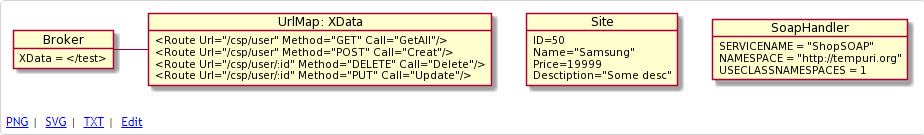 Broker
XData = </test>
UrlMap: XData
<Route Url="/csp/user" Method="GET" Call="GetAll"/>
<Route Url="/csp/user" Method="POST" Call="Creat"/>
<Route Url="/csp/user/:id" Method="DELETE" Call="Delete"/>
<Route Url="/csp/user/:id" Method="PUT" Call="Update"/>
Site
ID=50
Name="Samsung"
Price=19999
Desctiption="Some desc"
SoapHandler
SERVICENAME = "ShopSOAP"
NAMESPACE = "http://tempuri.org"
USECLASSNAMESPACES = 1
PNG | SVG | TXT | Edit